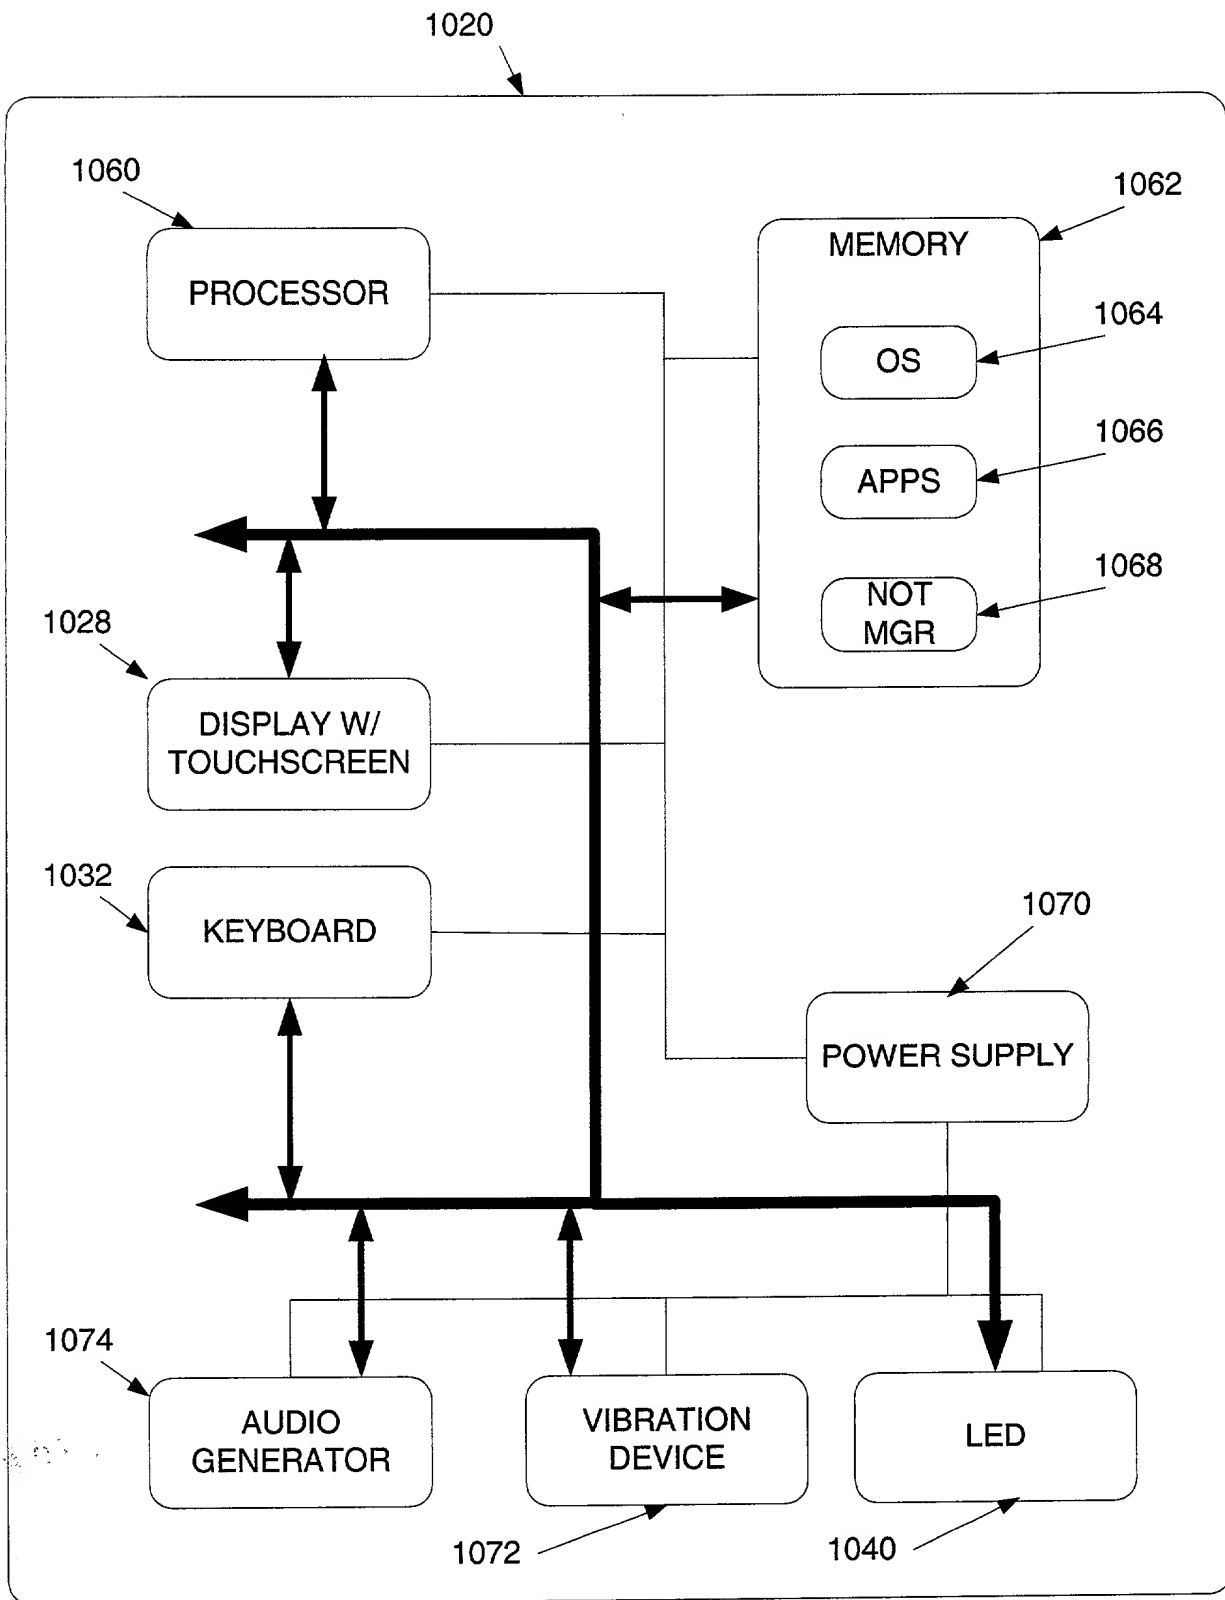 1020
1060
1062
MEMORY
PROCESSOR
1064
OS
1066
APPS
1068
NOT
MGR
1028
DISPLAY W/
TOUCHSCREEN
1032
KEYBOARD
1070
POWER SUPPLY
1074
AUDIO
GENERATOR
VIBRATION
DEVICE
LED
1072
1040